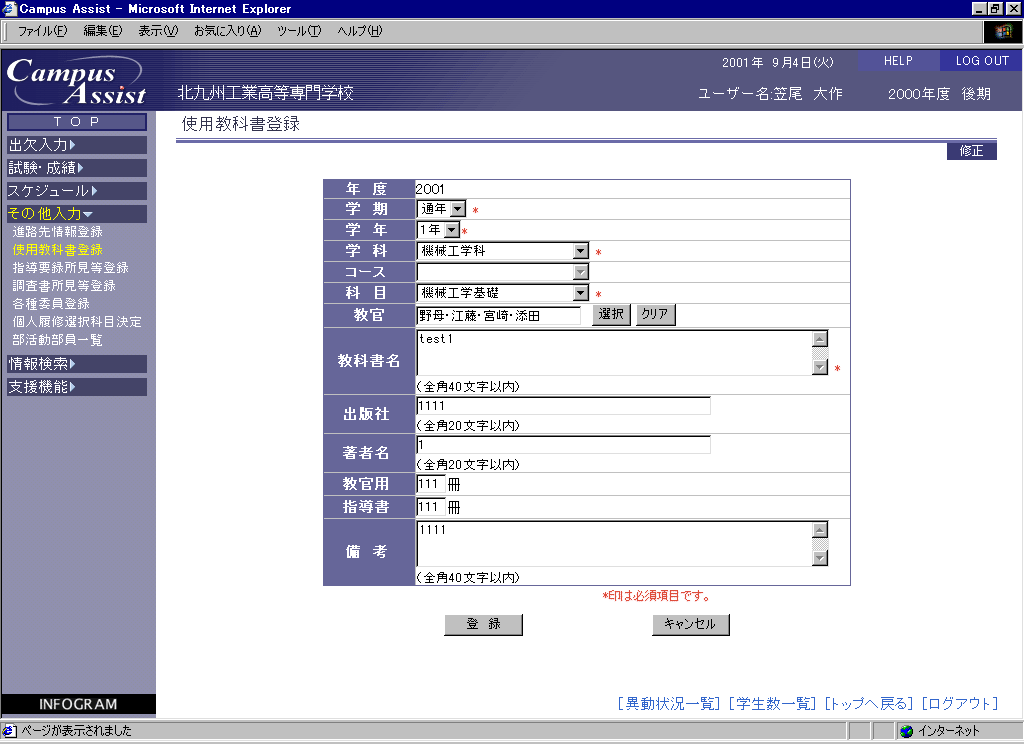 Campus Assist - Microsoft Internet Explorer
ファイル(F) 編集(E) 表示(V) お気に入り(A) ツール(T) ヘルプ(H)
Campus Assist
北九州工業高等専門学校
2001年 9月4日(火) HELP LOG OUT
ユーザー名:笠尾 大作 2000年度 後期
TOP
出欠入力
試験・成績
スケジュール
その他入力
進路先情報登録
使用教科書登録
指導要録所見等登録
調査書所見等登録
各種委員登録
個人履修選択科目決定
部活動部員一覧
情報検索
支援機能
INFOGRAM
使用教科書登録
修正
年 度 2001
学 期 通年 *
学 年 1年 *
学 科 機械工学科 *
コース
科 目 機械工学基礎 *
教官 野母・江藤・宮崎・添田 選択 クリア
教科書名 test1 *
(全角40文字以内)
出版社 1111
(全角20文字以内)
著者名 1
(全角20文字以内)
教官用 111 冊
指導書 111 冊
備 考 1111
(全角40文字以内)
*印は必須項目です。
登 録 キャンセル
[異動状況一覧] [学生数一覧] [トップへ戻る] [ログアウト]
ページが表示されました インターネット